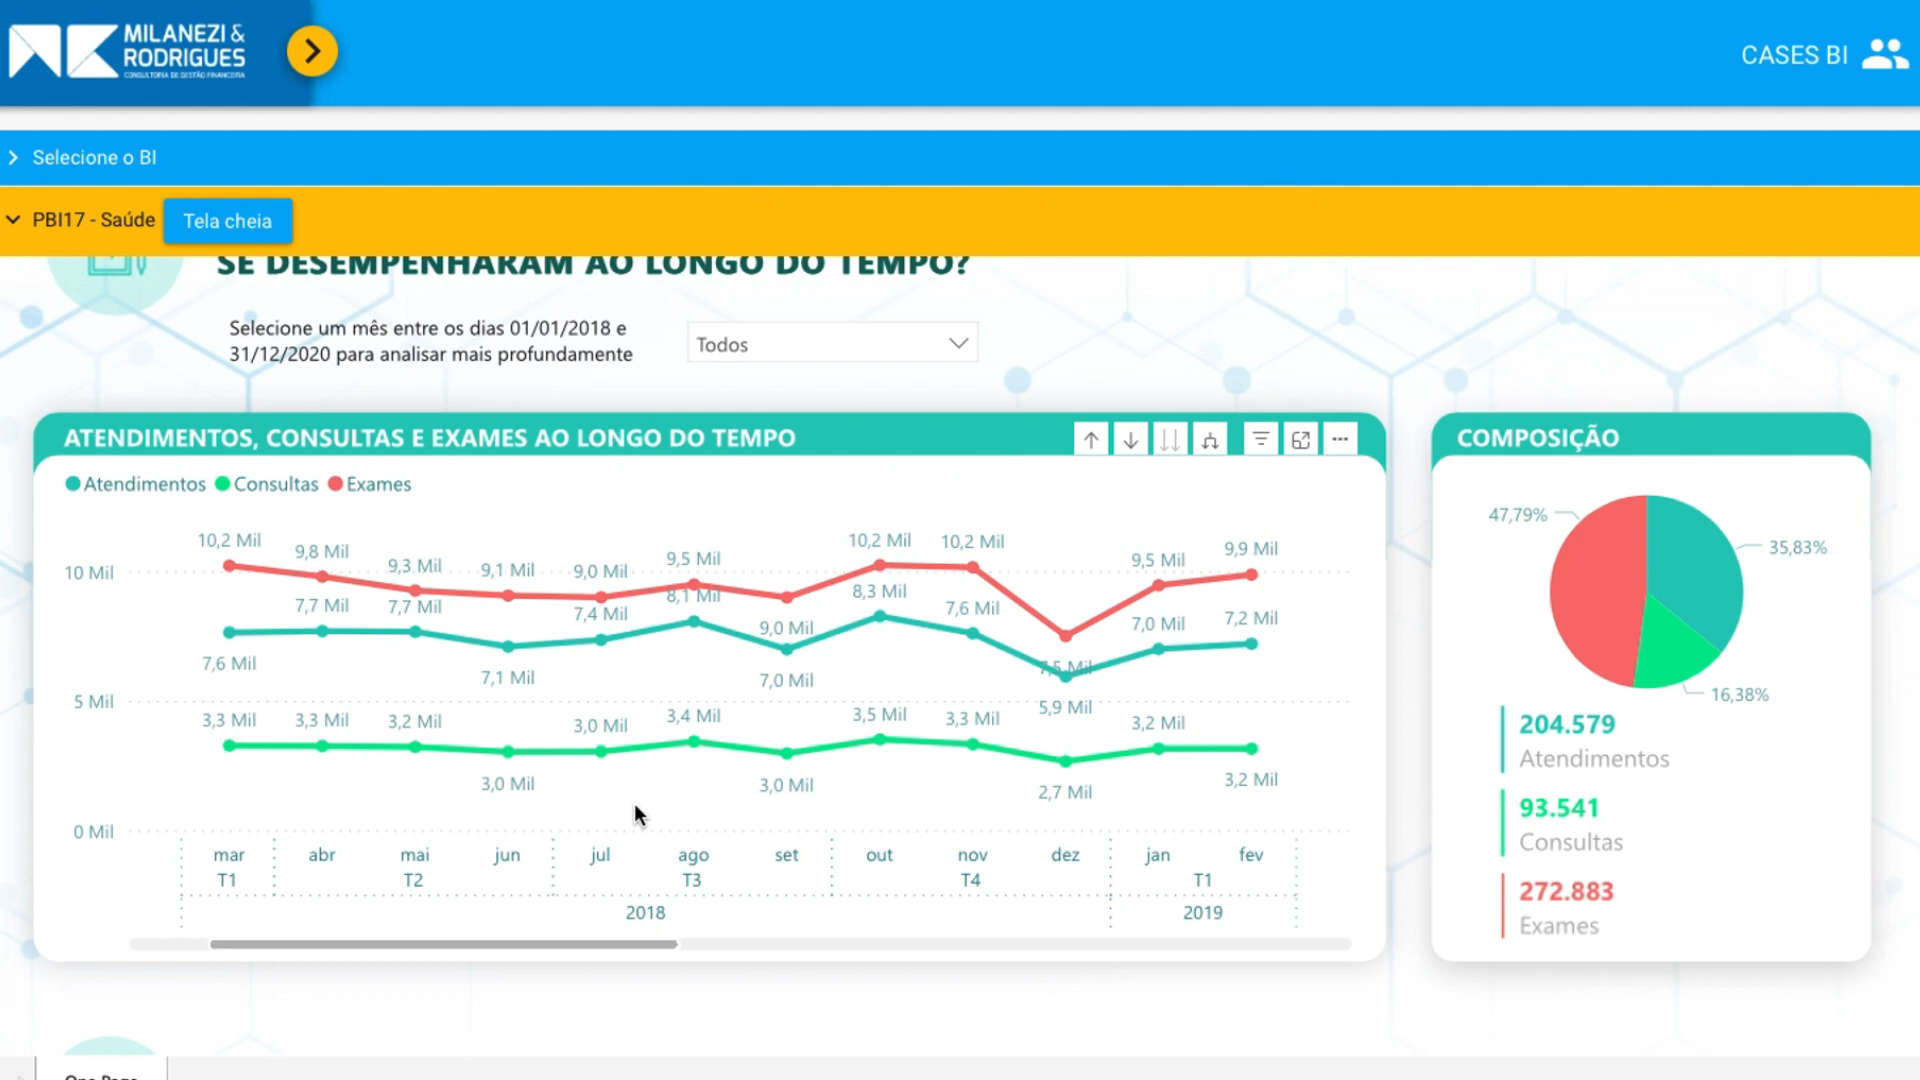 MILANEZI &
RODRIGUES
CONSULTORIA DE GESTÃO FINANCEIRA
CASES BI
Selecione o BI
PBI17 - Saúde
Tela cheia
SE DESEMPENHARAM AO LONGO DO TEMPO?
Selecione um mês entre os dias 01/01/2018 e
31/12/2020 para analisar mais profundamente
Todos
ATENDIMENTOS, CONSULTAS E EXAMES AO LONGO DO TEMPO
Atendimentos Consultas Exames
10 Mil
5 Mil
0 Mil
10,2 Mil 9,8 Mil 9,3 Mil 9,1 Mil 9,0 Mil 9,5 Mil 9,0 Mil 10,2 Mil 10,2 Mil 7,5 Mil 9,5 Mil 9,9 Mil
7,6 Mil 7,7 Mil 7,7 Mil 7,1 Mil 7,4 Mil 8,1 Mil 7,0 Mil 8,3 Mil 7,6 Mil 5,9 Mil 7,0 Mil 7,2 Mil
3,3 Mil 3,3 Mil 3,2 Mil 3,0 Mil 3,0 Mil 3,4 Mil 3,0 Mil 3,5 Mil 3,3 Mil 2,7 Mil 3,2 Mil 3,2 Mil
mar abr mai jun jul ago set out nov dez jan fev
T1 T2 T3 T4 T1
2018 2019
COMPOSIÇÃO
47,79%
35,83%
16,38%
204.579
Atendimentos
93.541
Consultas
272.883
Exames
One Page